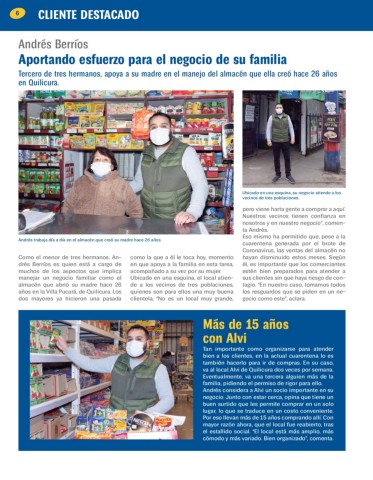 8
CLIENTE DESTACADO
Andrés Berríos
Aportando esfuerzo para el negocio de su familia
Tercero de tres hermanos, apoya a su madre en el manejo del almacén que ella creó hace 26 años
en Quilicura.
Andrés trabaja día a día en el almacén que creó su madre hace 26 años
Como el menor de tres hermanos, An-
drés Berríos es quien está a cargo de
muchos de los aspectos que implica
manejar un negocio familiar como el
almacén que abrió su madre hace 26
años en la Villa Pucará, de Quilicura. Los
dos mayores ya hicieron una pasada
como la que a él le toca hoy, momento
en que apoya a la familia en esta tarea,
acompañado a su vez por su mujer.
Ubicado en una esquina, el local atien-
de a los vecinos de tres poblaciones,
quienes son para ellos una muy buena
clientela. "No es un local muy grande,
Ubicado en una esquina, su negocio atiende a los
vecinos de tres poblaciones.
pero viene harta gente a comprar a aquí.
Nuestros vecinos tienen confianza en
nosotros y en nuestro negocio", comen-
ta Andrés.
Eso mismo ha permitido que, pese a la
cuarentena generada por el brote de
Coronavirus, las ventas del almacén no
hayan disminuido estos meses. Según
él, es importante que los comerciantes
estén bien preparados para atender a
sus clientes sin que haya riesgo de con-
tagio. "En nuestro caso, tomamos todos
los resguardos que se piden en un ne-
gocio como este", aclara.
Más de 15 años
con Alvi
Tan importante como organizarse para atender
bien a los clientes, en la actual cuarentena lo es
también hacerlo para ir de compras. En su caso,
va al local Alvi de Quilicura dos veces por semana.
Eventualmente, va una tercera alguien más de la
familia, pidiendo el permiso de rigor para ello.
Andrés considera a Alvi un socio importante en su
negocio. Junto con estar cerca, opina que tiene un
buen surtido que les permite comprar en un solo
lugar, lo que se traduce en un costo conveniente.
Por eso llevan más de 15 años comprando allí. Con
mayor razón ahora, que el local fue reabierto, tras
el estallido social. "El local está más amplio, más
cómodo y más variado. Bien organizado", comenta.